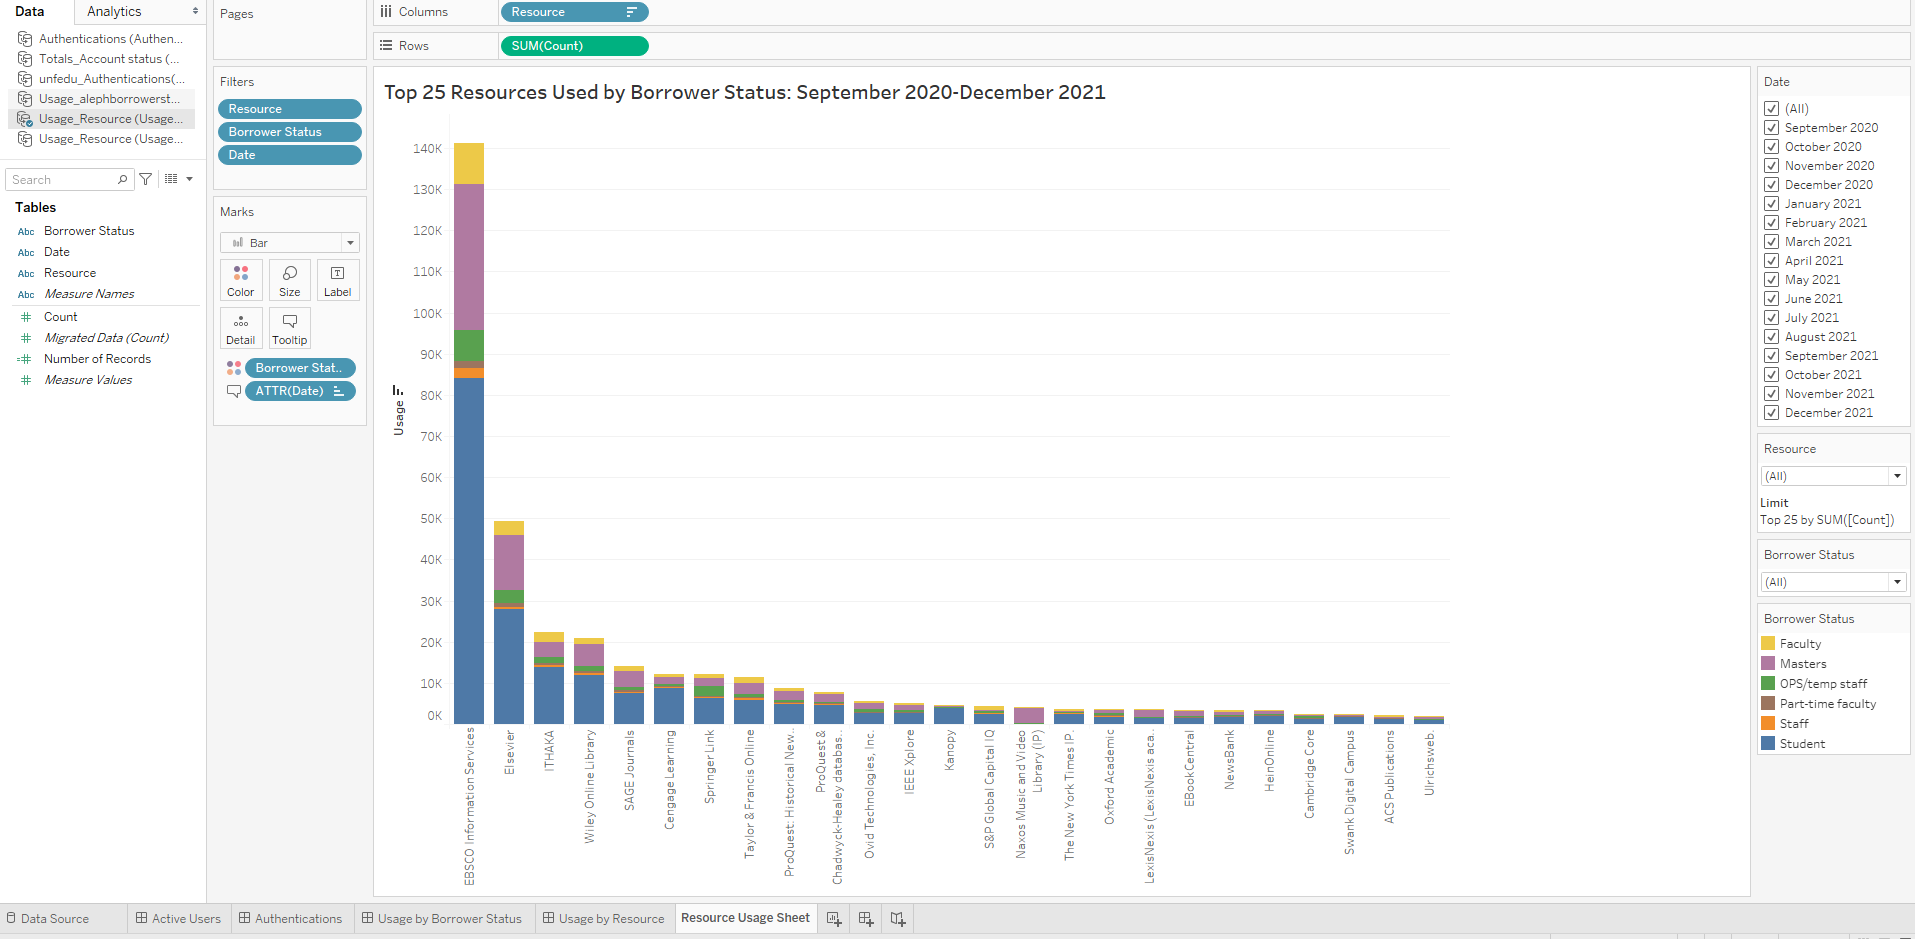 Data
Analytics
Authentications (Authen...
Totals_Account status (...
unfedu_Authentications(...
Usage_alephborrowerst...
Usage_Resource (Usage...
Usage_Resource (Usage...
Search
Tables
Abc Borrower Status
Abc Date
Abc Resource
Abc Measure Names
# Count
# Migrated Data (Count)
=# Number of Records
# Measure Values
Pages
Filters
Resource
Borrower Status
Date
Marks
Bar
Color
Size
T
Label
Detail
Tooltip
Borrower Stat..
ATTR(Date)
Columns
Resource
Rows
SUM(Count)
Top 25 Resources Used by Borrower Status: September 2020-December 2021
Usage
140K
130K
120K
110K
100K
90K
80K
70K
60K
50K
40K
30K
20K
10K
0K
EBSCO Information Services
Elsevier
ITHAKA
Wiley Online Library
SAGE Journals
Cengage Learning
Springer Link
Taylor & Francis Online
ProQuest: Historical New..
ProQuest &
Chadwyck-Healey databas..
Ovid Technologies, Inc.
IEEE Xplore
Kanopy
S&P Global Capital IQ
Naxos Music and Video
Library (IP)
The New York Times IP.
Oxford Academic
LexisNexis (LexisNexis aca..
EBookCentral
NewsBank
HeinOnline
Cambridge Core
Swank Digital Campus
ACS Publications
Ulrichsweb.
Date
(All)
September 2020
October 2020
November 2020
December 2020
January 2021
February 2021
March 2021
April 2021
May 2021
June 2021
July 2021
August 2021
September 2021
October 2021
November 2021
December 2021
Resource
(All)
Limit
Top 25 by SUM([Count])
Borrower Status
(All)
Borrower Status
Faculty
Masters
OPS/temp staff
Part-time faculty
Staff
Student
Data Source
Active Users
Authentications
Usage by Borrower Status
Usage by Resource
Resource Usage Sheet